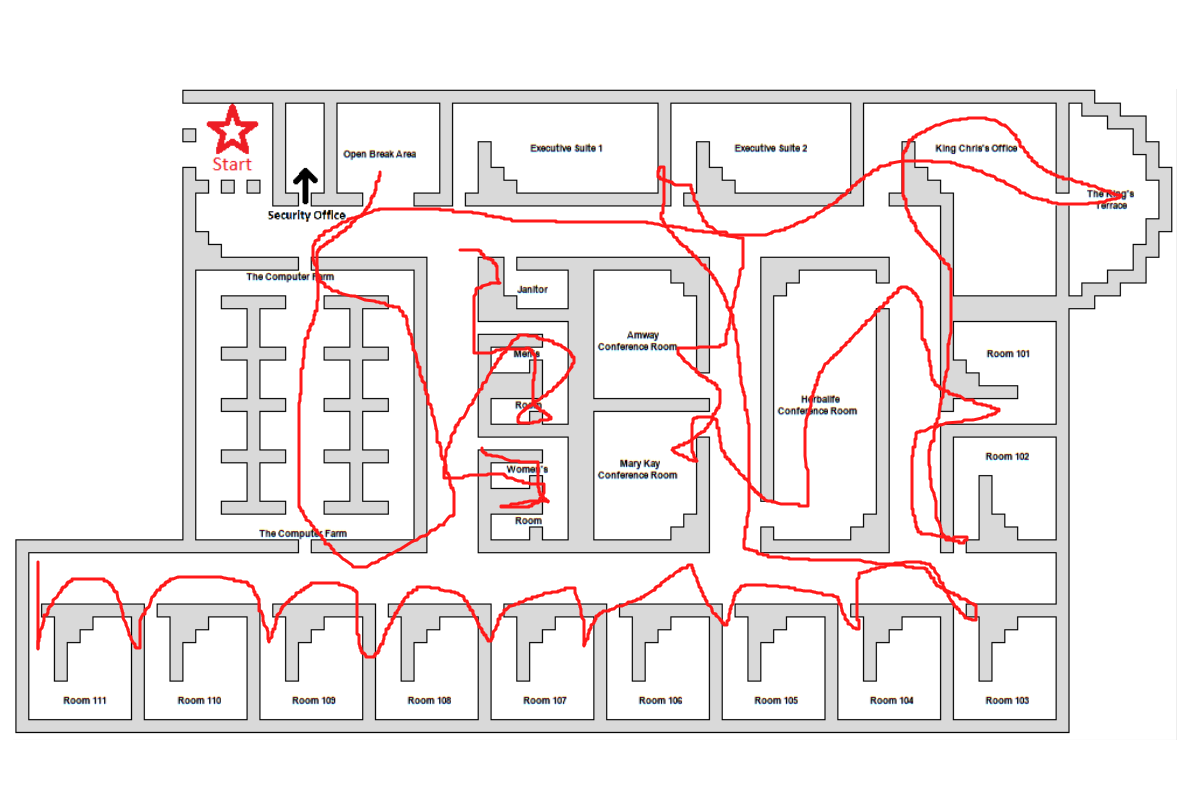 Start
Open Break Area
Executive Suite 1
Executive Suite 2
King Chris's Office
The King's
Terrace
Security Office
The Computer Farm
Janitor
Amway
Conference Room
Men's
Room
Herbalife
Conference Room
Room 101
Room 102
Women's
Room
Mary Kay
Conference Room
The Computer Farm
Room 111
Room 110
Room 109
Room 108
Room 107
Room 106
Room 105
Room 104
Room 103